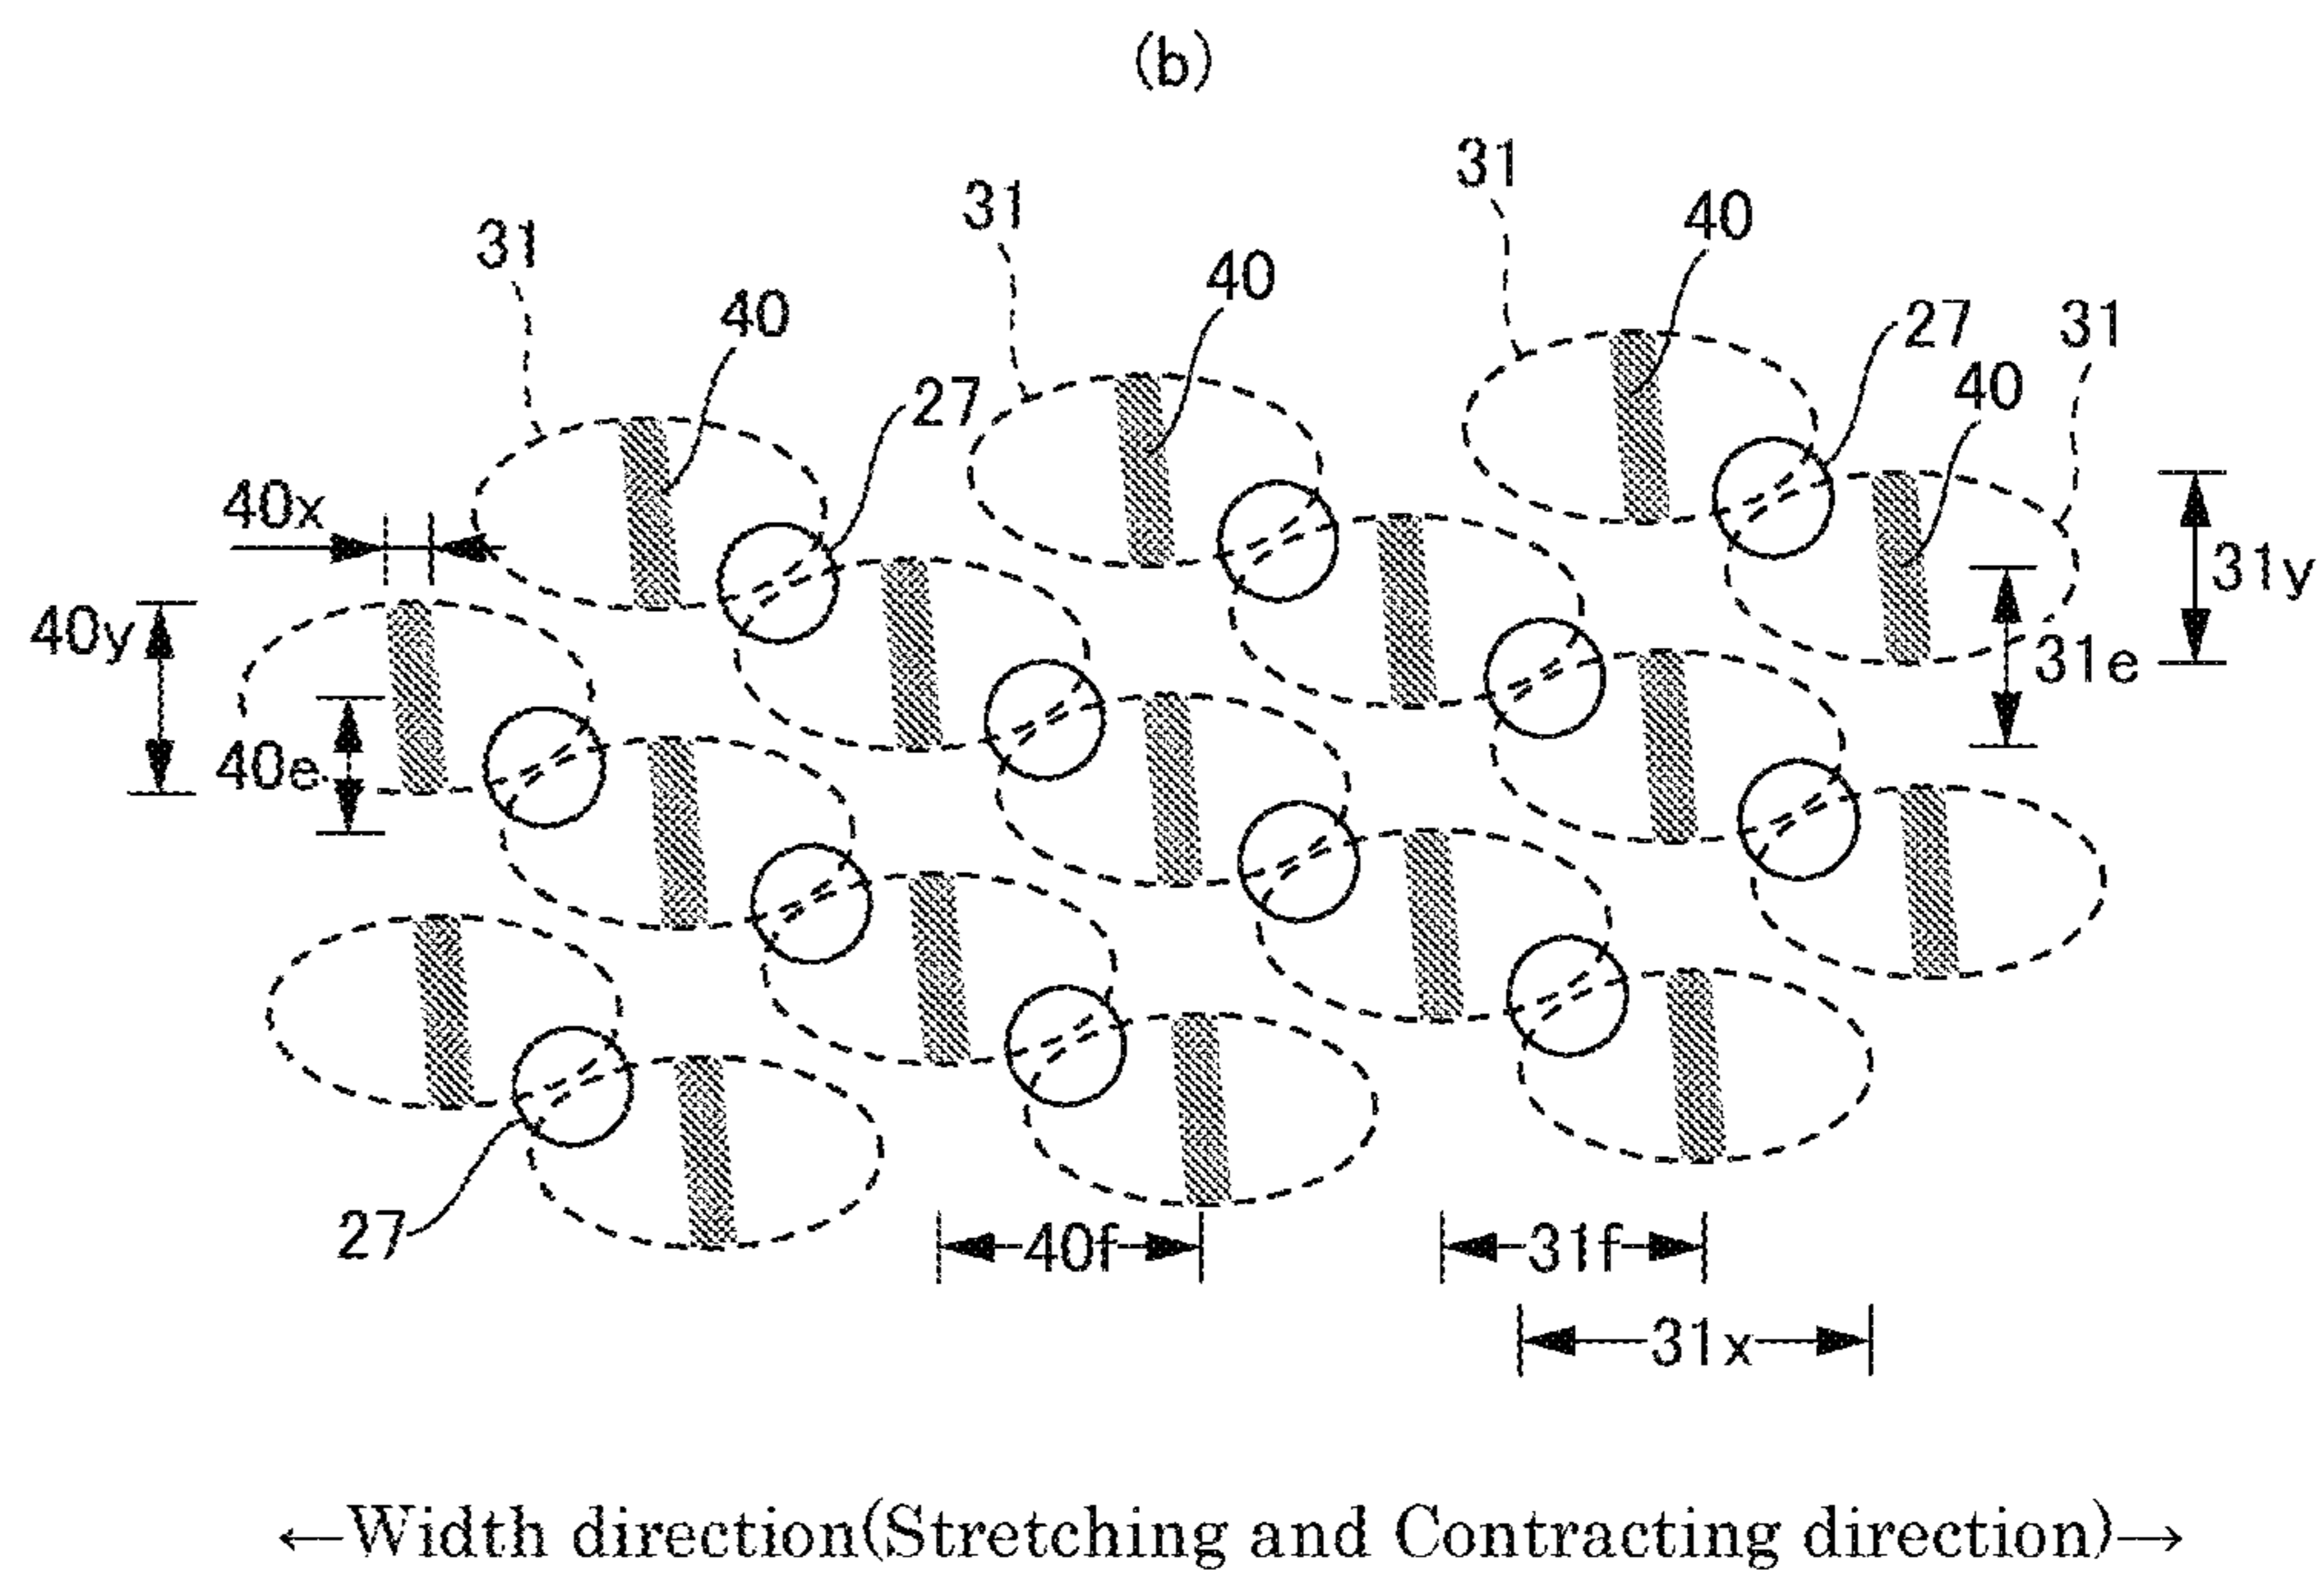 (b)
31
31
31
40
40
40
27
31
27
40
40x
31y
40y
31e
40e
27
40f
31f
31x
←Width direction(Stretching and Contracting direction)→